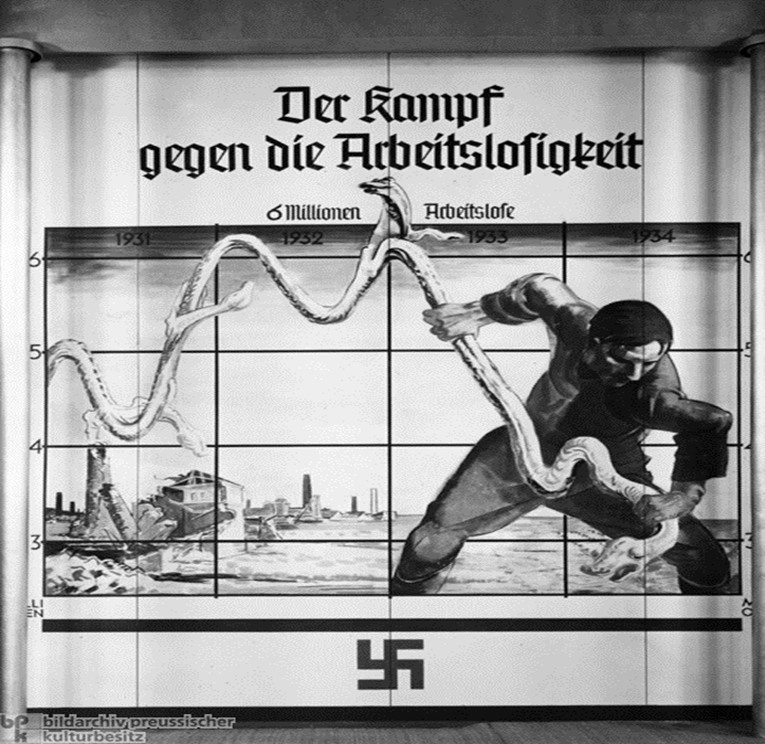 Der Kampf
gegen die Arbeitslosigkeit
6 Millionen Arbeitslose
1931 1932 1933 1934
6 6
5 5
4 4
3 3
bpk bildarchiv preussischer
kulturbesitz